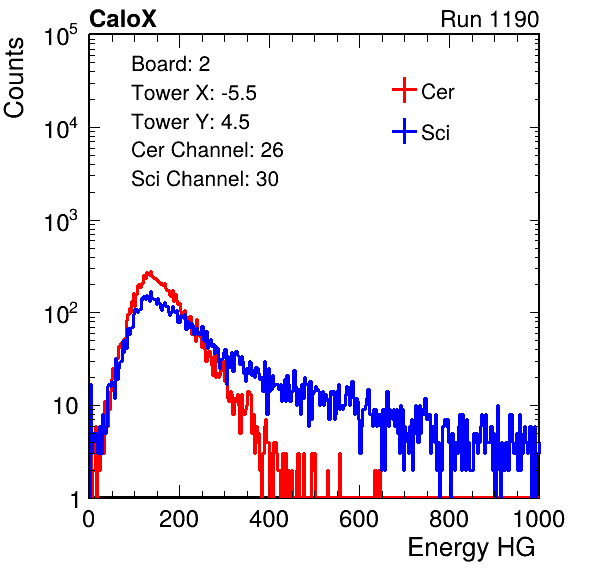 CaloX Run 1190
Counts
10^5
10^4
10^3
10^2
10
1
Board: 2
Tower X: -5.5
Tower Y: 4.5
Cer Channel: 26
Sci Channel: 30
Cer
Sci
0 200 400 600 800 1000
Energy HG